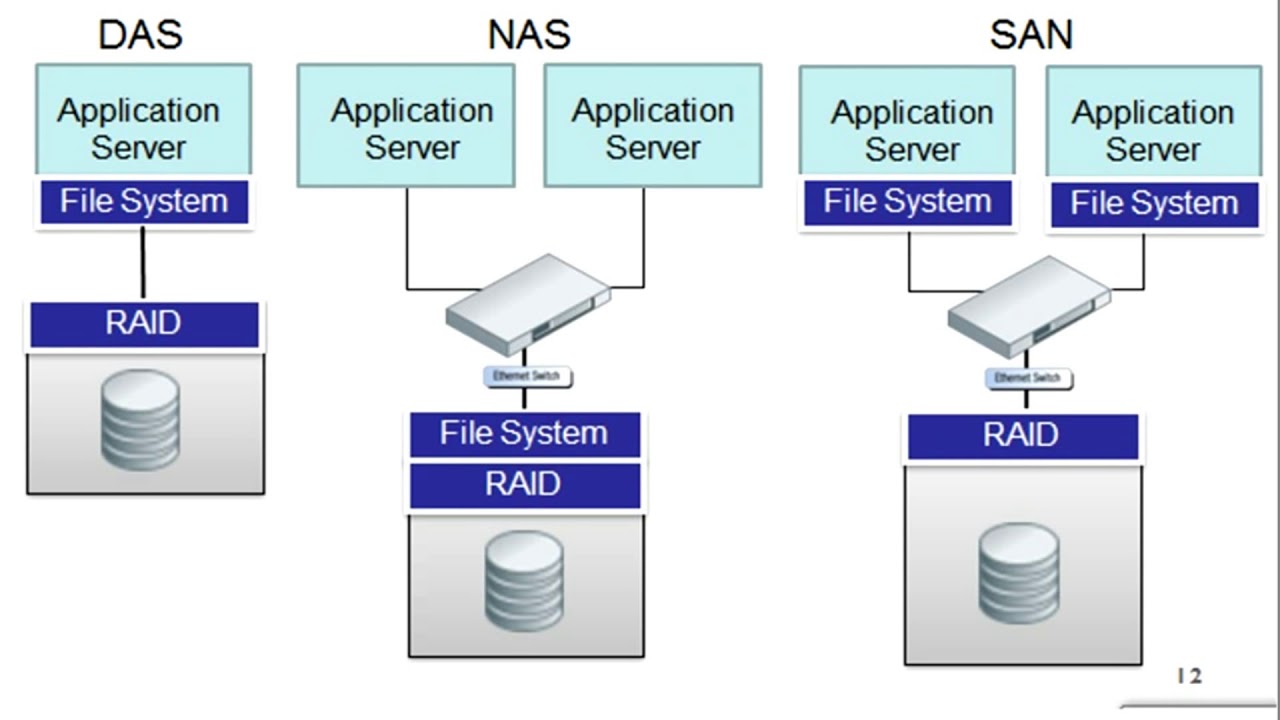 DAS
NAS
SAN
Application
Server
File System
RAID
Application
Server
Application
Server
Ethernet Switch
File System
RAID
Application
Server
File System
Application
Server
File System
Ethernet Switch
RAID
12